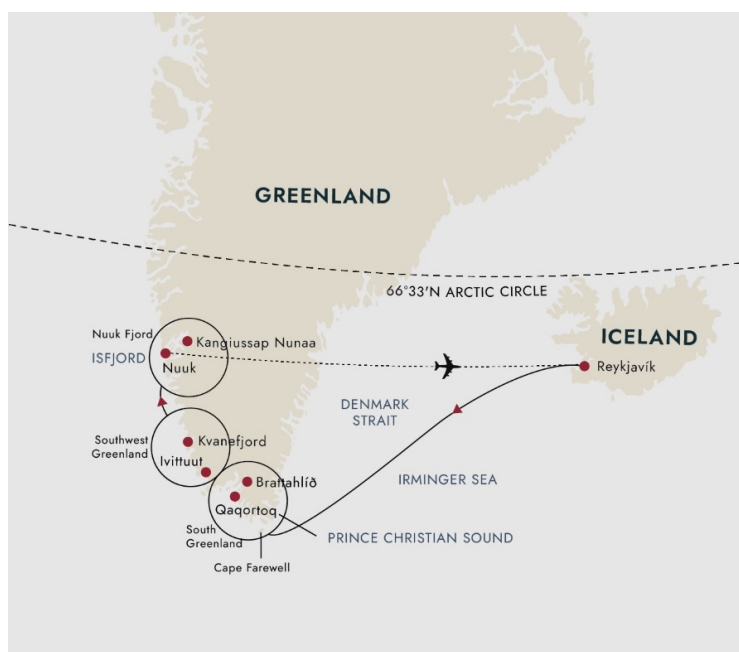 GREENLAND
66°33'N ARCTIC CIRCLE
ICELAND
Reykjavík
Nuuk Fjord
ISFJORD
Kangiussap Nunaa
Nuuk
DENMARK
STRAIT
IRMINGER SEA
Southwest
Greenland
Kvanefjord
Ivittuut
Brattahlíð
Qaqortoq
South
Greenland
PRINCE CHRISTIAN SOUND
Cape Farewell